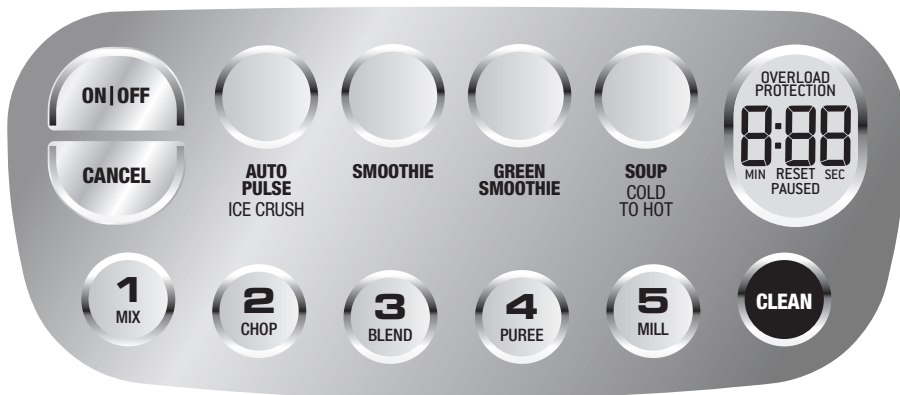 ON|OFF
CANCEL
AUTO
PULSE
ICE CRUSH
SMOOTHIE
GREEN
SMOOTHIE
SOUP
COLD
TO HOT
OVERLOAD
PROTECTION
8:88
MIN RESET SEC
PAUSED
1
MIX
2
CHOP
3
BLEND
4
PUREE
5
MILL
CLEAN